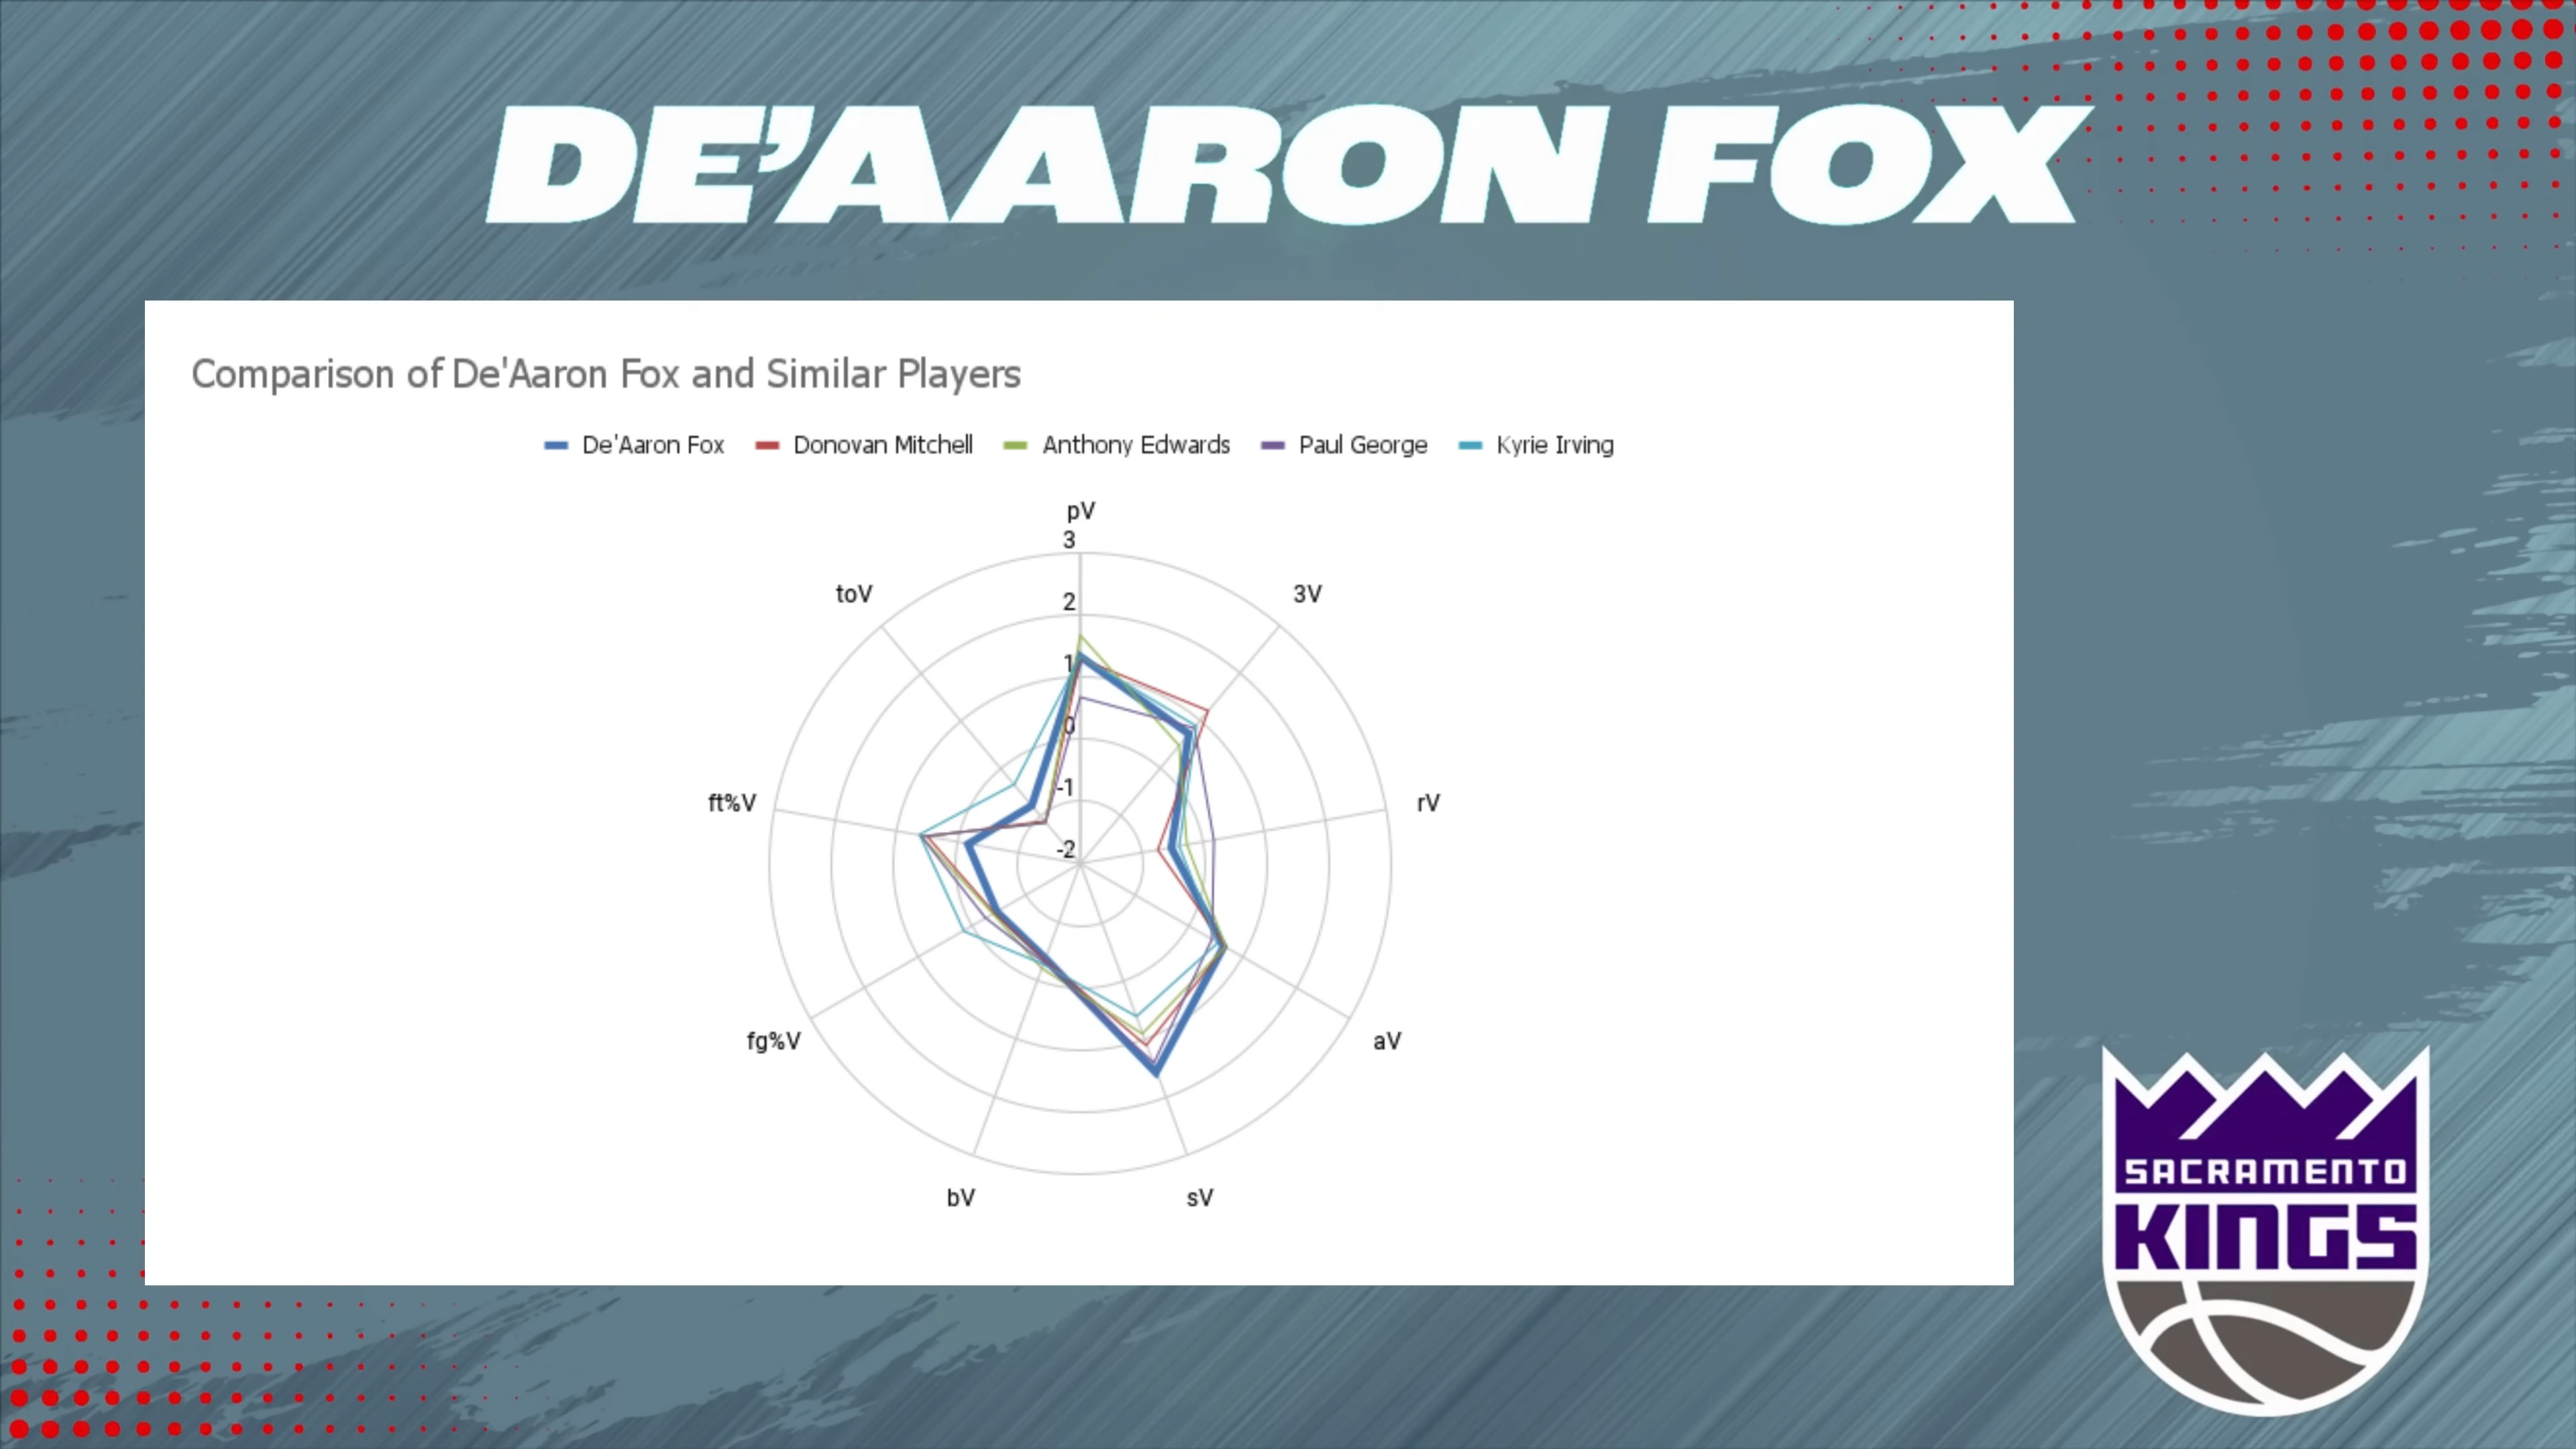 DE'AARON FOX
Comparison of De'Aaron Fox and Similar Players
De'Aaron Fox Donovan Mitchell Anthony Edwards Paul George Kyrie Irving
pV
3
toV 3V
2
1
0
ft%V -1 rV
-2
fg%V aV
bV sV
SACRAMENTO
KINGS